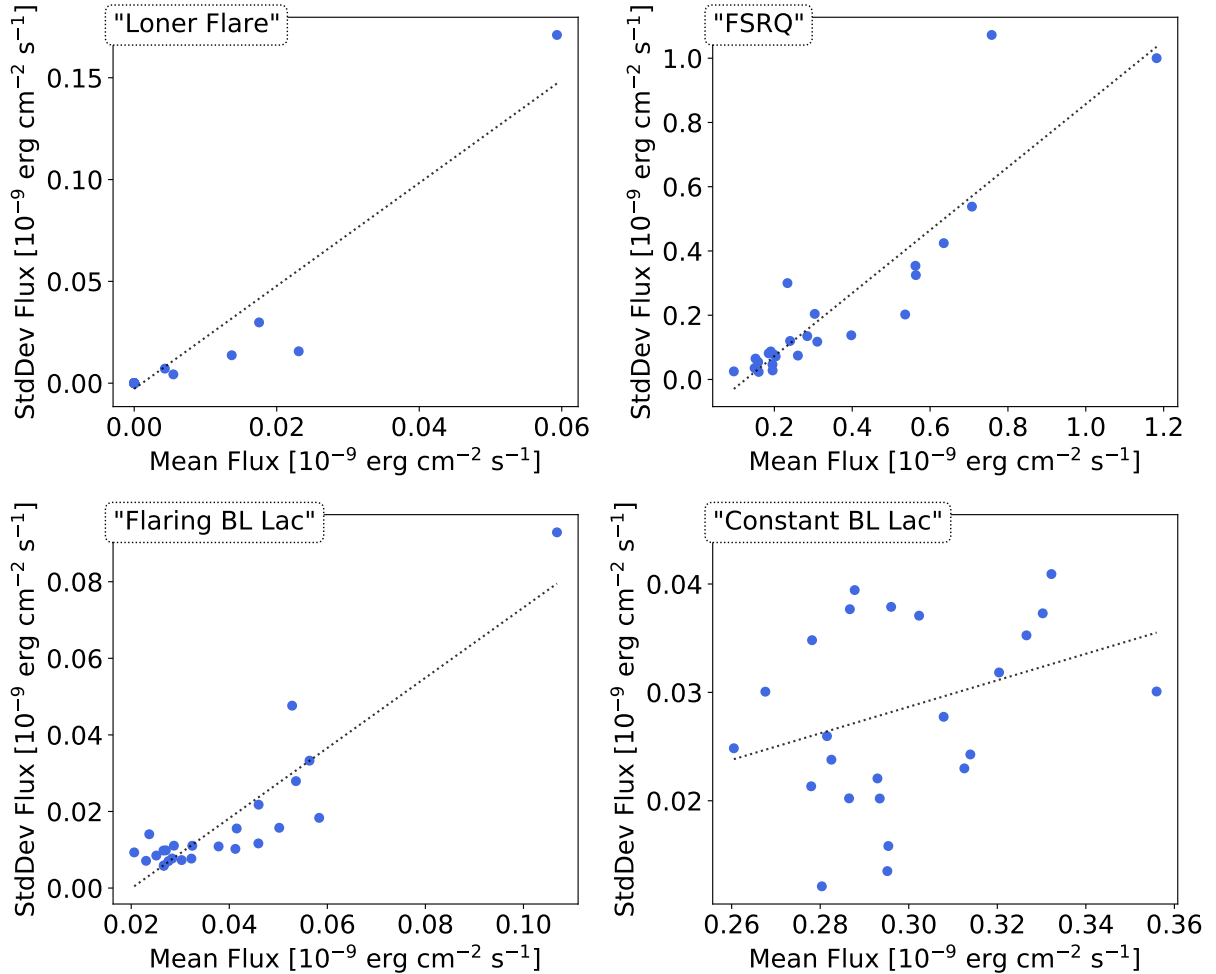 "Loner Flare"
StdDev Flux [10⁻⁹ erg cm⁻² s⁻¹]
0.15
0.10
0.05
0.00
0.00 0.02 0.04 0.06
Mean Flux [10⁻⁹ erg cm⁻² s⁻¹]
"FSRQ"
StdDev Flux [10⁻⁹ erg cm⁻² s⁻¹]
1.0
0.8
0.6
0.4
0.2
0.0
0.2 0.4 0.6 0.8 1.0 1.2
Mean Flux [10⁻⁹ erg cm⁻² s⁻¹]
"Flaring BL Lac"
StdDev Flux [10⁻⁹ erg cm⁻² s⁻¹]
0.08
0.06
0.04
0.02
0.00
0.02 0.04 0.06 0.08 0.10
Mean Flux [10⁻⁹ erg cm⁻² s⁻¹]
"Constant BL Lac"
StdDev Flux [10⁻⁹ erg cm⁻² s⁻¹]
0.04
0.03
0.02
0.26 0.28 0.30 0.32 0.34 0.36
Mean Flux [10⁻⁹ erg cm⁻² s⁻¹]